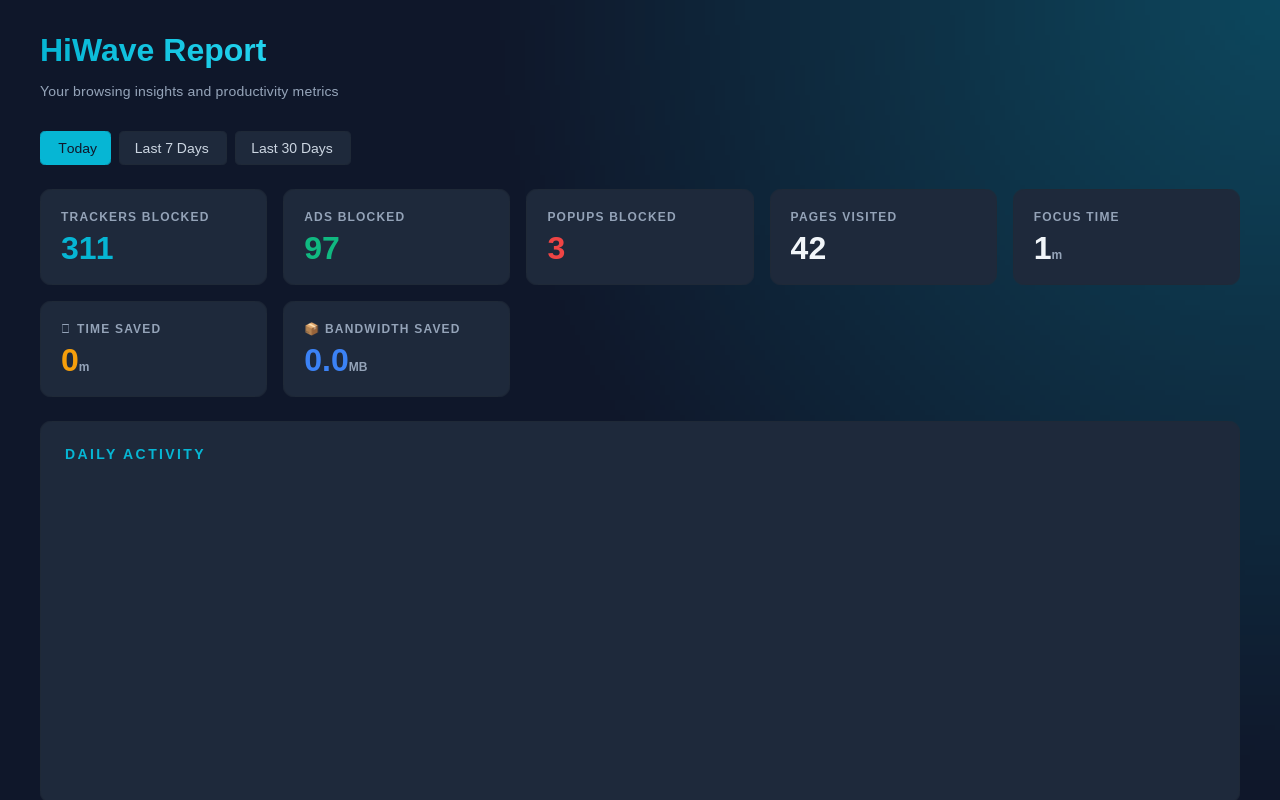 HiWave Report
Your browsing insights and productivity metrics
Today Last 7 Days Last 30 Days
TRACKERS BLOCKED ADS BLOCKED POPUPS BLOCKED PAGES VISITED FOCUS TIME
311 97 3 42 1m
TIME SAVED 📦 BANDWIDTH SAVED
0m 0.0MB
DAILY ACTIVITY